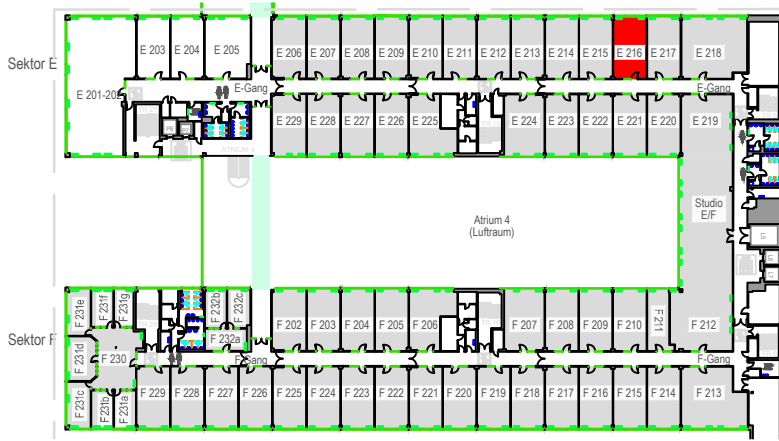 E 203 E 204 E 205 E 206 E 207 E 208 E 209 E 210 E 211 E 212 E 213 E 214 E 215 E 216 E 217 E 218
Sektor E
E 201-202
E-Gang E-Gang
E 229 E 228 E 227 E 226 E 225 E 224 E 223 E 222 E 221 E 220 E 219
ATRIUM 4
Studio
E/F
Atrium 4
(Luftraum)
F 231e F 231f F 231g F 232b F 232c
F 202 F 203 F 204 F 205 F 206 F 207 F 208 F 209 F 210 F 211 F 212
Sektor F
F 231d F 230 F 232a
F-Gang F-Gang
F 231c F 231b F 231a F 229 F 228 F 227 F 226 F 225 F 224 F 223 F 222 F 221 F 220 F 219 F 218 F 217 F 216 F 215 F 214 F 213